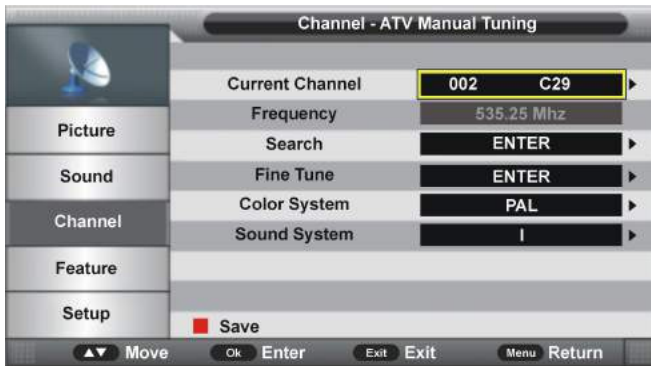 Channel - ATV Manual Tuning
Current Channel 002 C29
Frequency 535.25 Mhz
Picture
Search ENTER
Sound
Fine Tune ENTER
Color System PAL
Channel
Sound System I
Feature
Setup
Save
▲▼ Move Ok Enter Exit Exit Menu Return